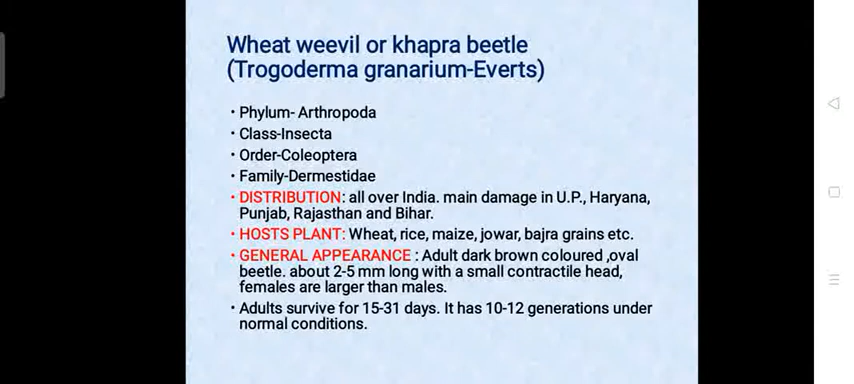 Wheat weevil or khapra beetle
(Trogoderma granarium-Everts)
• Phylum- Arthropoda
• Class-Insecta
• Order-Coleoptera
• Family-Dermestidae
• DISTRIBUTION: all over India. main damage in U.P., Haryana,
Punjab, Rajasthan and Bihar.
• HOSTS PLANT: Wheat, rice, maize, jowar, bajra grains etc.
• GENERAL APPEARANCE : Adult dark brown coloured ,oval
beetle. about 2-5 mm long with a small contractile head,
females are larger than males.
• Adults survive for 15-31 days. It has 10-12 generations under
normal conditions.